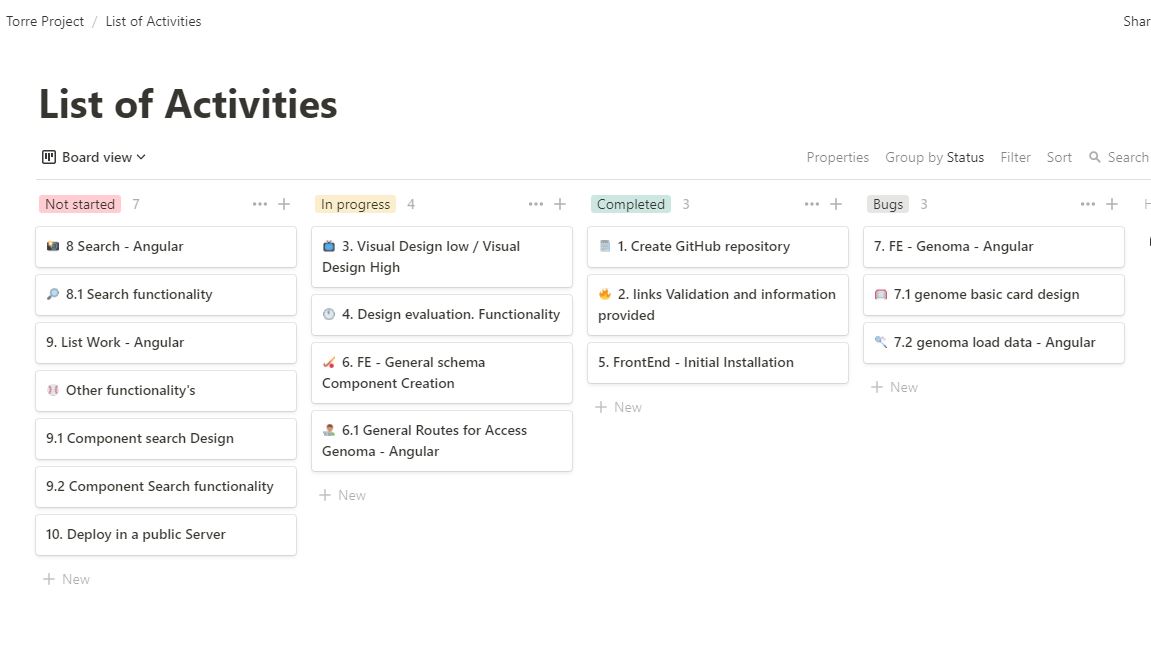 Torre Project / List of Activities
Shar
List of Activities
Board view
Properties Group by Status Filter Sort Search
Not started 7
8 Search - Angular
8.1 Search functionality
9. List Work - Angular
Other functionality's
9.1 Component search Design
9.2 Component Search functionality
10. Deploy in a public Server
+ New
In progress 4
3. Visual Design low / Visual
Design High
4. Design evaluation. Functionality
6. FE - General schema
Component Creation
6.1 General Routes for Access
Genoma - Angular
+ New
Completed 3
1. Create GitHub repository
2. links Validation and information
provided
5. FrontEnd - Initial Installation
+ New
Bugs 3
7. FE - Genoma - Angular
7.1 genome basic card design
7.2 genoma load data - Angular
+ New